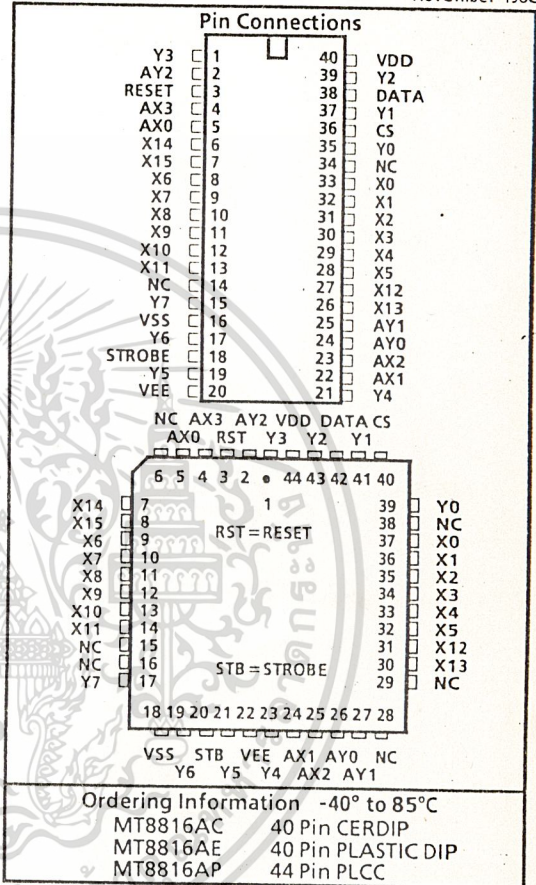 Pin Connections
Y3 1 40 VDD
AY2 2 39 Y2
RESET 3 38 DATA
AX3 4 37 Y1
AX0 5 36 CS
X14 6 35 Y0
X15 7 34 NC
X6 8 33 X0
X7 9 32 X1
X8 10 31 X2
X9 11 30 X3
X10 12 29 X4
X11 13 28 X5
NC 14 27 X12
Y7 15 26 X13
VSS 16 25 AY1
Y6 17 24 AY0
STROBE 18 23 AX2
Y5 19 22 AX1
VEE 20 21 Y4
NC AX3 AY2 VDD DATA CS
AX0 RST Y3 Y2 Y1
6 5 4 3 2 44 43 42 41 40
1
X14 7 39 Y0
X15 8 38 NC
RST = RESET
X6 9 37 X0
X7 10 36 X1
X8 11 35 X2
X9 12 34 X3
X10 13 33 X4
X11 14 32 X5
NC 15 31 X12
NC 16 30 X13
STB = STROBE
Y7 17 29 NC
18 19 20 21 22 23 24 25 26 27 28
VSS STB VEE AX1 AY0 NC
Y6 Y5 Y4 AX2 AY1
Ordering Information -40° to 85°C
MT8816AC 40 Pin CERDIP
MT8816AE 40 Pin PLASTIC DIP
MT8816AP 44 Pin PLCC